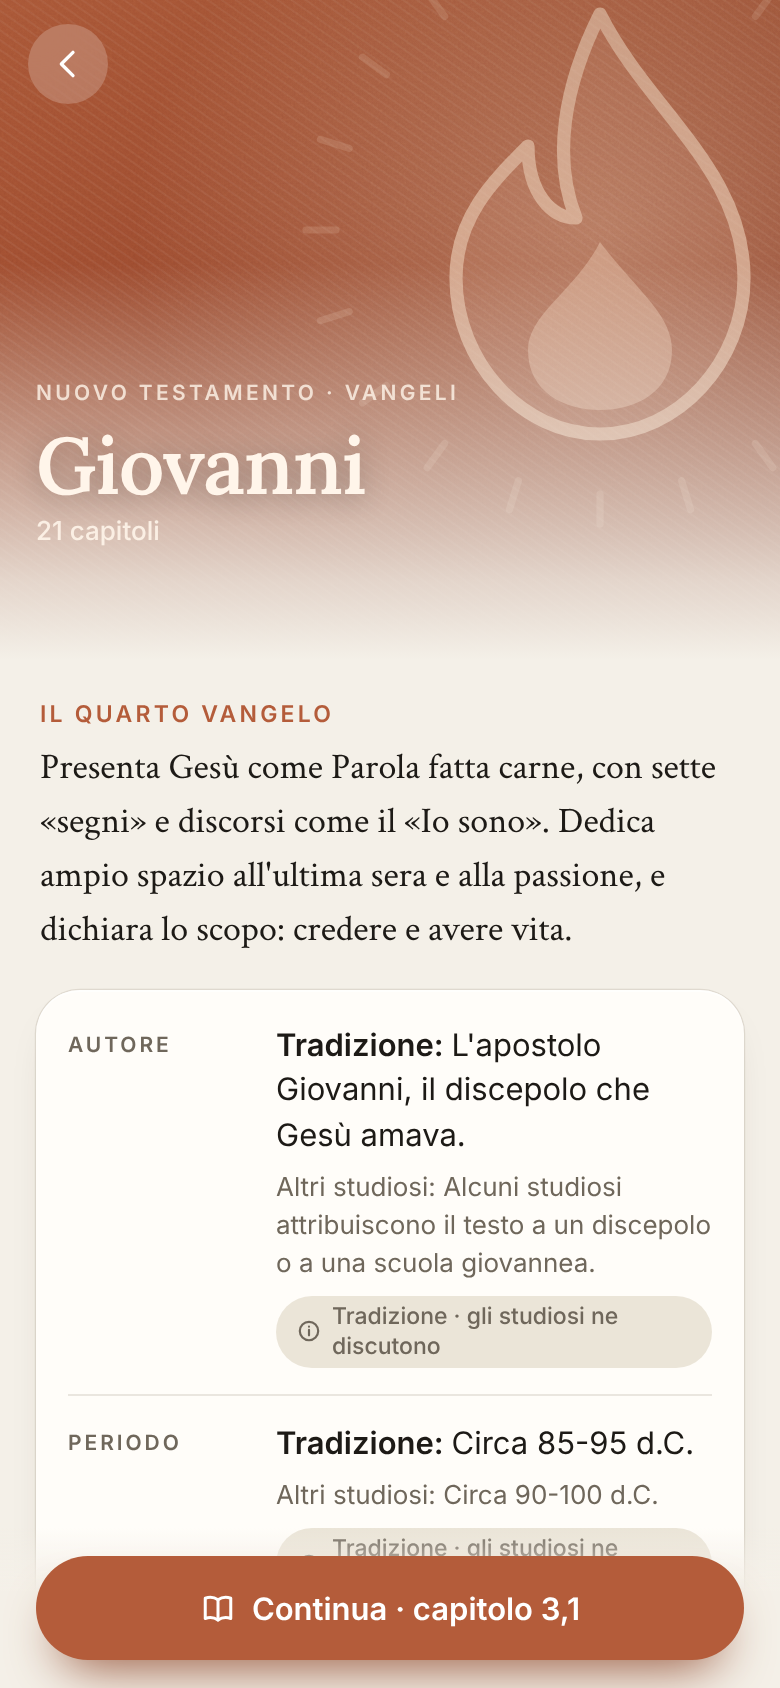 NUOVO TESTAMENTO · VANGELI
Giovanni
21 capitoli
IL QUARTO VANGELO
Presenta Gesù come Parola fatta carne, con sette
«segni» e discorsi come il «Io sono». Dedica
ampio spazio all'ultima sera e alla passione, e
dichiara lo scopo: credere e avere vita.
AUTORE
Tradizione: L'apostolo
Giovanni, il discepolo che
Gesù amava.
Altri studiosi: Alcuni studiosi
attribuiscono il testo a un discepolo
o a una scuola giovannea.
Tradizione · gli studiosi ne
discutono
PERIODO
Tradizione: Circa 85-95 d.C.
Altri studiosi: Circa 90-100 d.C.
Tradizione · gli studiosi ne
Continua · capitolo 3,1